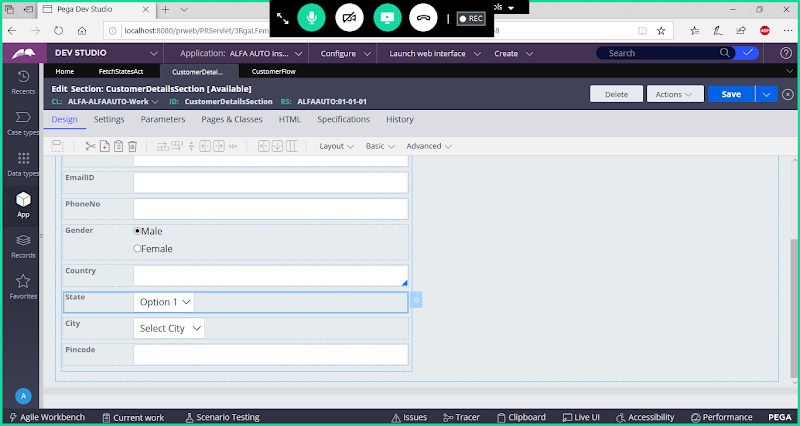 Pega Dev Studio
ols
REC
localhost:8080/prweb/PRServlet/3RgaLFem
58
DEV STUDIO
Application: ALFA AUTO Ins...
Configure
Launch web interface
Create
Search
Home
FetchStatesAct
CustomerDetai...
CustomerFlow
Edit Section: CustomerDetailsSection [Available]
CL: ALFA-ALFAAUTO-Work
ID: CustomerDetailsSection
RS: ALFAAUTO:01-01-01
Delete
Actions
Save
Design
Settings
Parameters
Pages & Classes
HTML
Specifications
History
Layout
Basic
Advanced
Recents
Case types
Data types
App
Records
Favorites
A
EmailID
PhoneNo
Gender
Male
Female
Country
State
Option 1
City
Select City
Pincode
Agile Workbench
Current work
Scenario Testing
Issues
Tracer
Clipboard
Live UI
Accessibility
Performance
PEGA